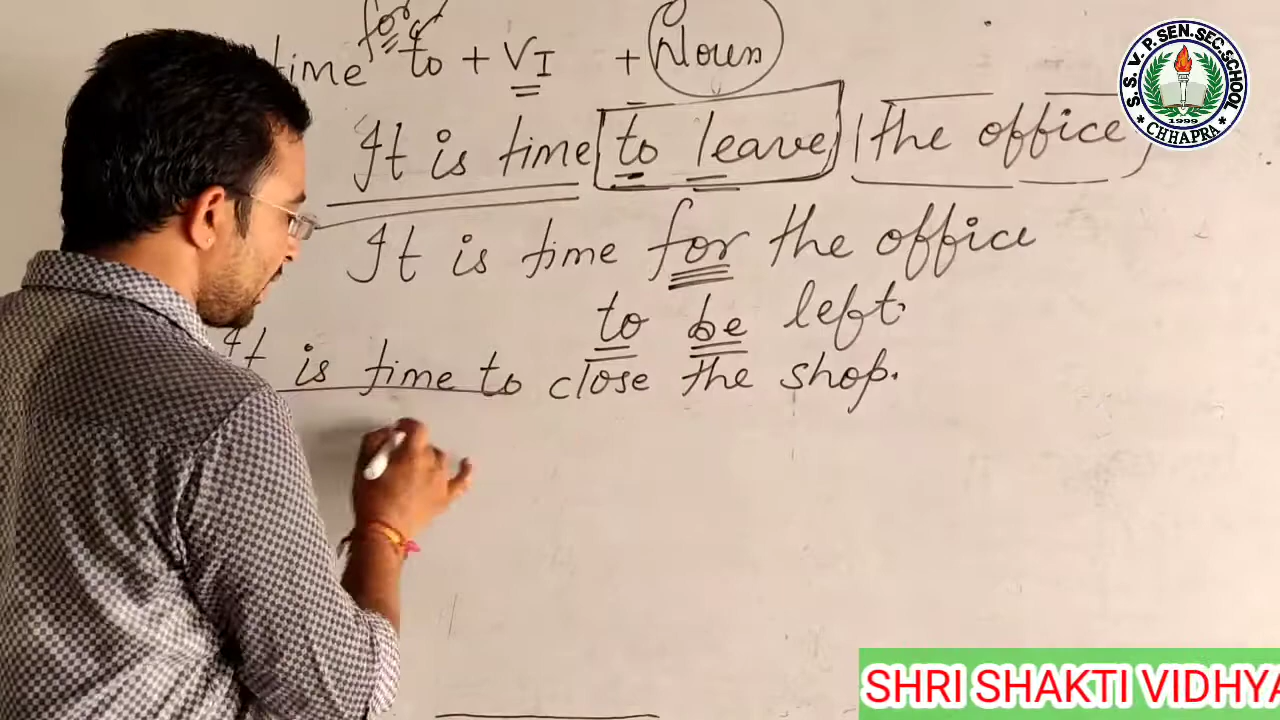 for
time to + V1 + Noun
It is time to leave the office
It is time for the office
to be left.
It is time to close the shop.
S.S.V.P. SEN. SEC. SCHOOL
1999
CHHAPRA
SHRI SHAKTI VIDHYA